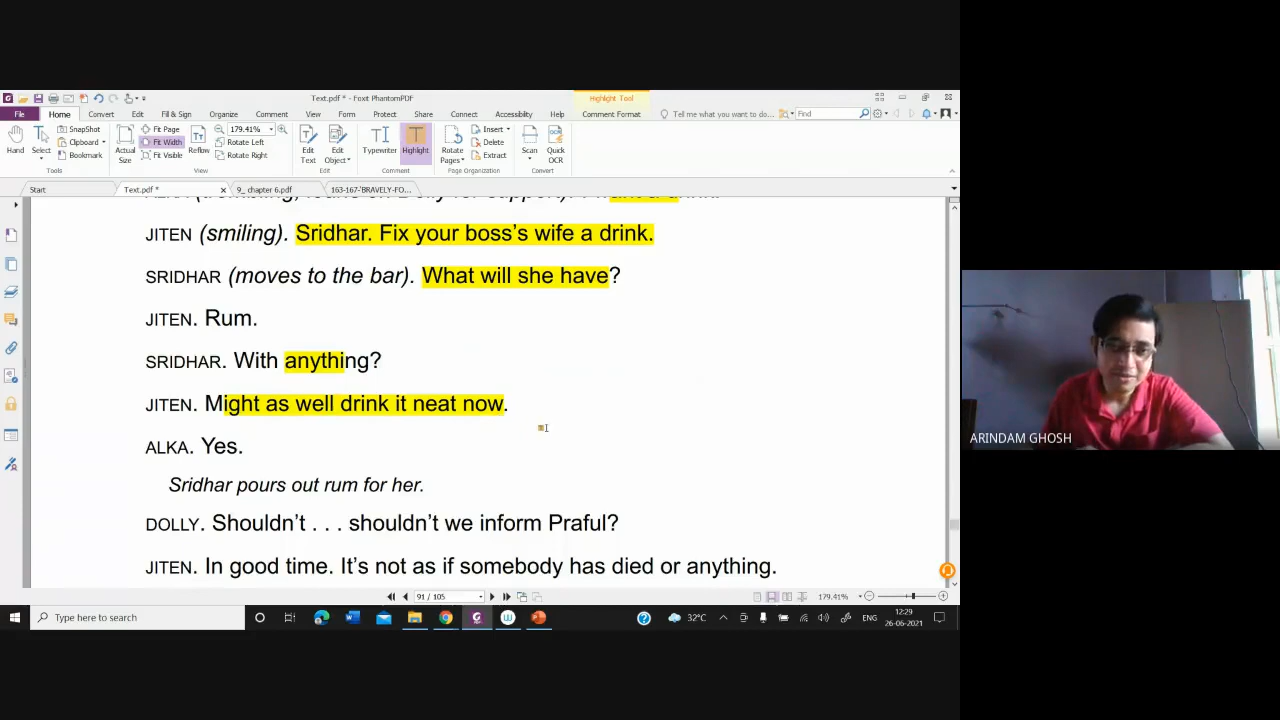 Text.pdf * - Foxit PhantomPDF
Highlight Tool
File Home Convert Edit Fill & Sign Organize Comment View Form Protect Share Connect Accessibility Help Comment Format Tell me what you want to do... Find
Hand
Select
SnapShot
Clipboard
Bookmark
Tools
Actual
Size
Fit Page
Fit Width
Fit Visible
Reflow
179.41%
Rotate Left
Rotate Right
View
Edit
Text
Edit
Object
Edit
Typewriter
Highlight
Comment
Rotate
Pages
Insert
Delete
Extract
Page Organization
Scan
Quick
OCR
Convert
Start
Text.pdf *
9_ chapter 6.pdf
163-167-'BRAVELY-FO...
JITEN (smiling). Sridhar. Fix your boss's wife a drink.
SRIDHAR (moves to the bar). What will she have?
JITEN. Rum.
SRIDHAR. With anything?
JITEN. Might as well drink it neat now.
ALKA. Yes.
Sridhar pours out rum for her.
DOLLY. Shouldn't . . . shouldn't we inform Praful?
JITEN. In good time. It's not as if somebody has died or anything.
91 / 105
179.41%
Type here to search
32°C
ENG
12:29
26-06-2021
ARINDAM GHOSH